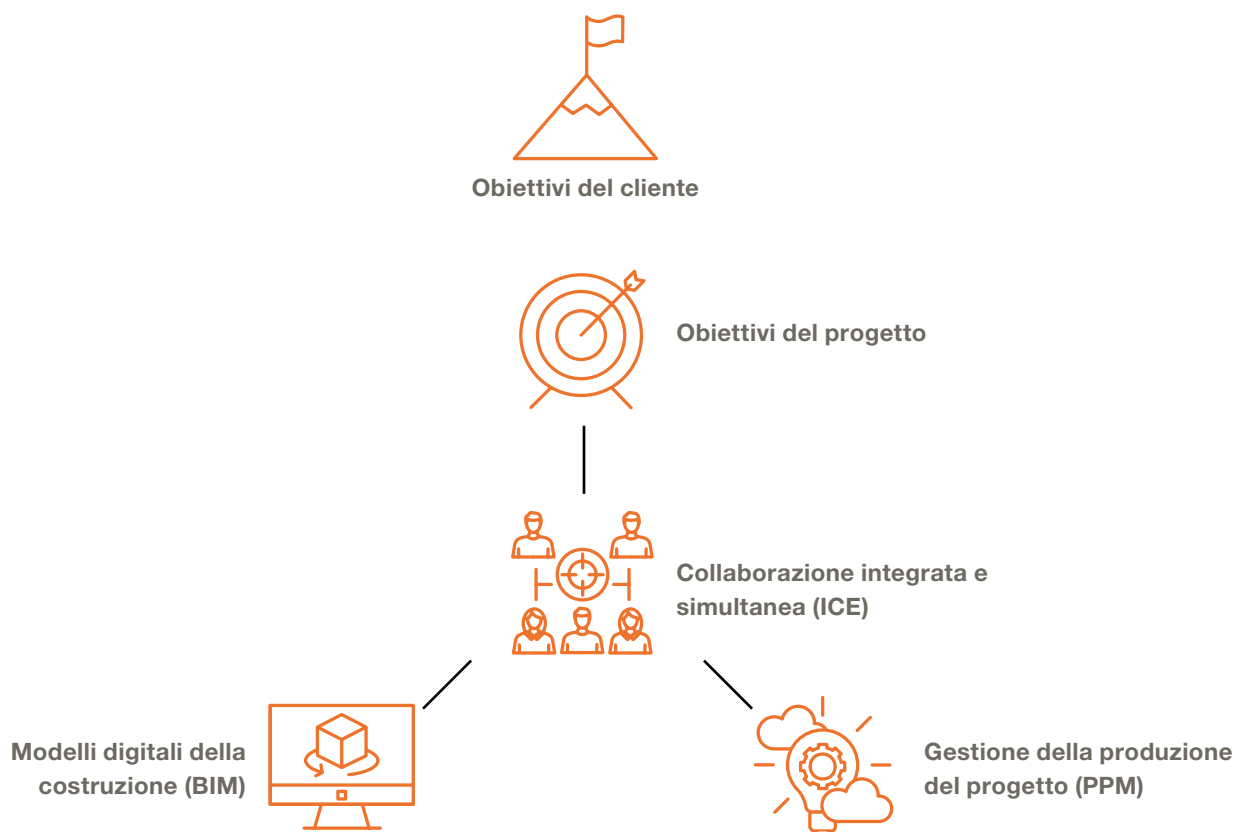 Obiettivi del cliente
Obiettivi del progetto
Collaborazione integrata e
simultanea (ICE)
Modelli digitali della
costruzione (BIM)
Gestione della produzione
del progetto (PPM)